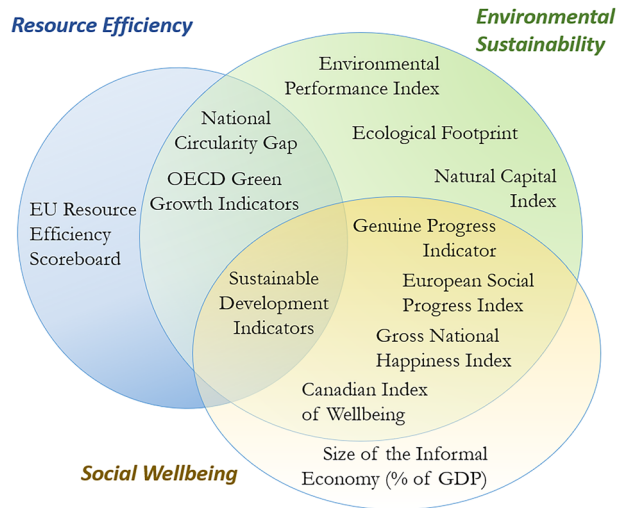 Resource Efficiency
Environmental
Sustainability
Environmental
Performance Index
National
Circularity Gap
Ecological Footprint
OECD Green
Growth Indicators
Natural Capital
Index
EU Resource
Efficiency
Scoreboard
Genuine Progress
Indicator
Sustainable
Development
Indicators
European Social
Progress Index
Gross National
Happiness Index
Canadian Index
of Wellbeing
Size of the Informal
Economy (% of GDP)
Social Wellbeing